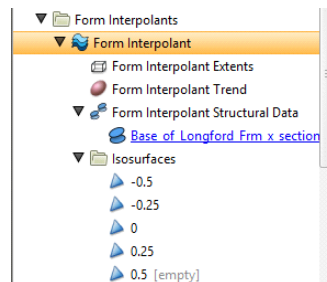 Form Interpolants
Form Interpolant
Form Interpolant Extents
Form Interpolant Trend
Form Interpolant Structural Data
Base of Longford Frm x section
Isosurfaces
-0.5
-0.25
0
0.25
0.5 [empty]